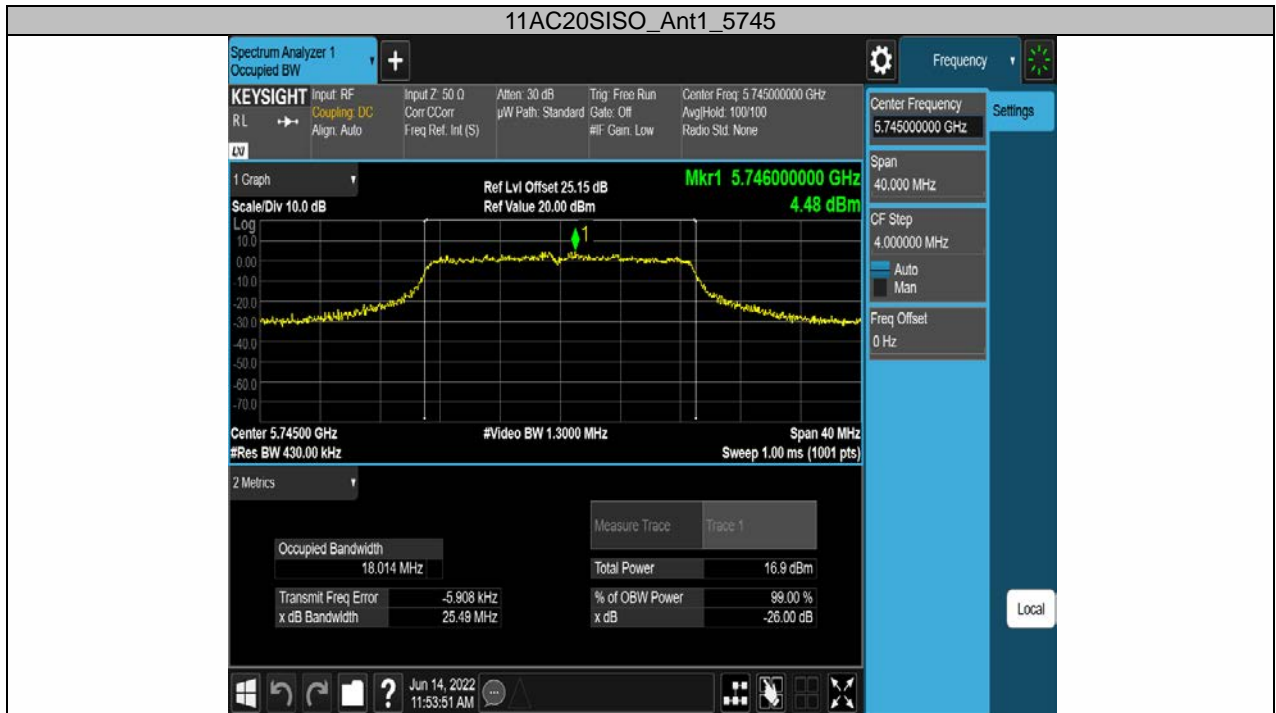 11AC20SISO_Ant1_5745
Spectrum Analyzer 1
Occupied BW
Frequency
KEYSIGHT
RL
LXI
Input: RF
Coupling: DC
Align: Auto
Input Z: 50 Ω
Corr CCorr
Freq Ref: Int (S)
Atten: 30 dB
µW Path: Standard
Trig: Free Run
Gate: Off
#IF Gain: Low
Center Freq: 5.745000000 GHz
Avg|Hold: 100/100
Radio Std: None
Center Frequency
5.745000000 GHz
Settings
Span
40.000 MHz
CF Step
4.000000 MHz
Auto
Man
Freq Offset
0 Hz
Local
1 Graph
Ref Lvl Offset 25.15 dB
Mkr1 5.746000000 GHz
Scale/Div 10.0 dB
Ref Value 20.00 dBm
4.48 dBm
Log
1
10.0
0.00
-10.0
-20.0
-30.0
-40.0
-50.0
-60.0
-70.0
Center 5.74500 GHz
#Video BW 1.3000 MHz
Span 40 MHz
#Res BW 430.00 kHz
Sweep 1.00 ms (1001 pts)
2 Metrics
Measure Trace
Trace 1
Occupied Bandwidth
18.014 MHz
Total Power
16.9 dBm
Transmit Freq Error
-5.908 kHz
% of OBW Power
99.00 %
x dB Bandwidth
25.49 MHz
x dB
-26.00 dB
?
Jun 14, 2022
11:53:51 AM